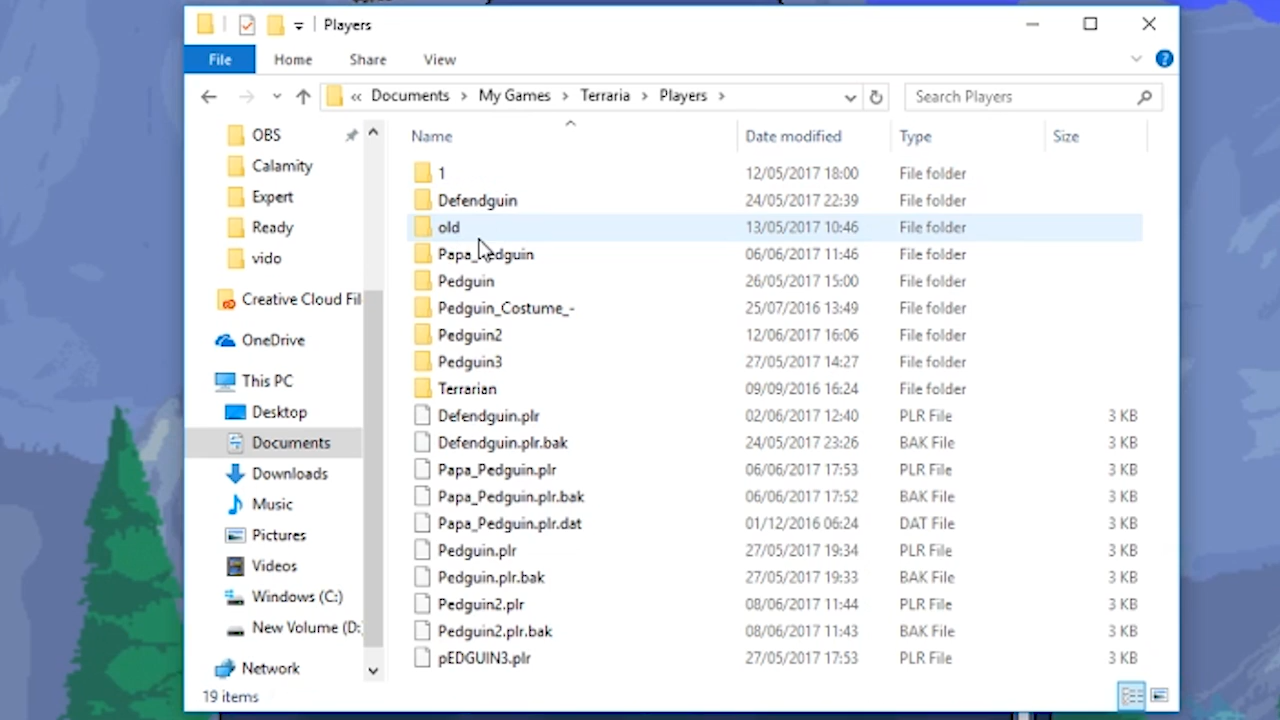 Players
File Home Share View
« Documents > My Games > Terraria > Players >
Search Players
OBS
Calamity
Expert
Ready
vido
Creative Cloud Fil
OneDrive
This PC
Desktop
Documents
Downloads
Music
Pictures
Videos
Windows (C:)
New Volume (D:
Network
Name Date modified Type Size
1 12/05/2017 18:00 File folder
Defendguin 24/05/2017 22:39 File folder
old 13/05/2017 10:46 File folder
Papa_Pedguin 06/06/2017 11:46 File folder
Pedguin 26/05/2017 15:00 File folder
Pedguin_Costume_- 25/07/2016 13:49 File folder
Pedguin2 12/06/2017 16:06 File folder
Pedguin3 27/05/2017 14:27 File folder
Terrarian 09/09/2016 16:24 File folder
Defendguin.plr 02/06/2017 12:40 PLR File 3 KB
Defendguin.plr.bak 24/05/2017 23:26 BAK File 3 KB
Papa_Pedguin.plr 06/06/2017 17:53 PLR File 3 KB
Papa_Pedguin.plr.bak 06/06/2017 17:52 BAK File 3 KB
Papa_Pedguin.plr.dat 01/12/2016 06:24 DAT File 3 KB
Pedguin.plr 27/05/2017 19:34 PLR File 3 KB
Pedguin.plr.bak 27/05/2017 19:33 BAK File 3 KB
Pedguin2.plr 08/06/2017 11:44 PLR File 3 KB
Pedguin2.plr.bak 08/06/2017 11:43 BAK File 3 KB
pEDGUIN3.plr 27/05/2017 17:53 PLR File 3 KB
19 items